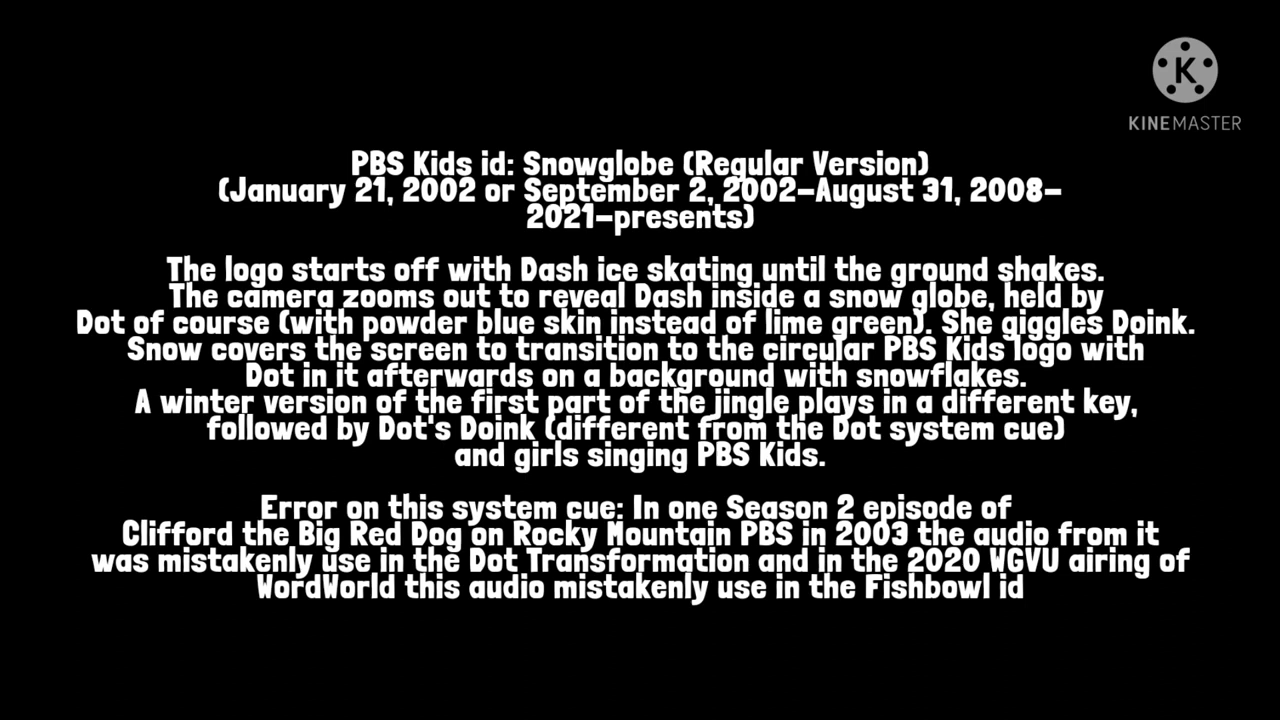 K
KINEMASTER
PBS Kids id: Snowglobe (Regular Version)
(January 21, 2002 or September 2, 2002-August 31, 2008-
2021-presents)
The logo starts off with Dash ice skating until the ground shakes.
The camera zooms out to reveal Dash inside a snow globe, held by
Dot of course (with powder blue skin instead of lime green). She giggles Doink.
Snow covers the screen to transition to the circular PBS Kids logo with
Dot in it afterwards on a background with snowflakes.
A winter version of the first part of the jingle plays in a different key,
followed by Dot's Doink (different from the Dot system cue)
and girls singing PBS Kids.
Error on this system cue: In one Season 2 episode of
Clifford the Big Red Dog on Rocky Mountain PBS in 2003 the audio from it
was mistakenly use in the Dot Transformation and in the 2020 WGVU airing of
WordWorld this audio mistakenly use in the Fishbowl id